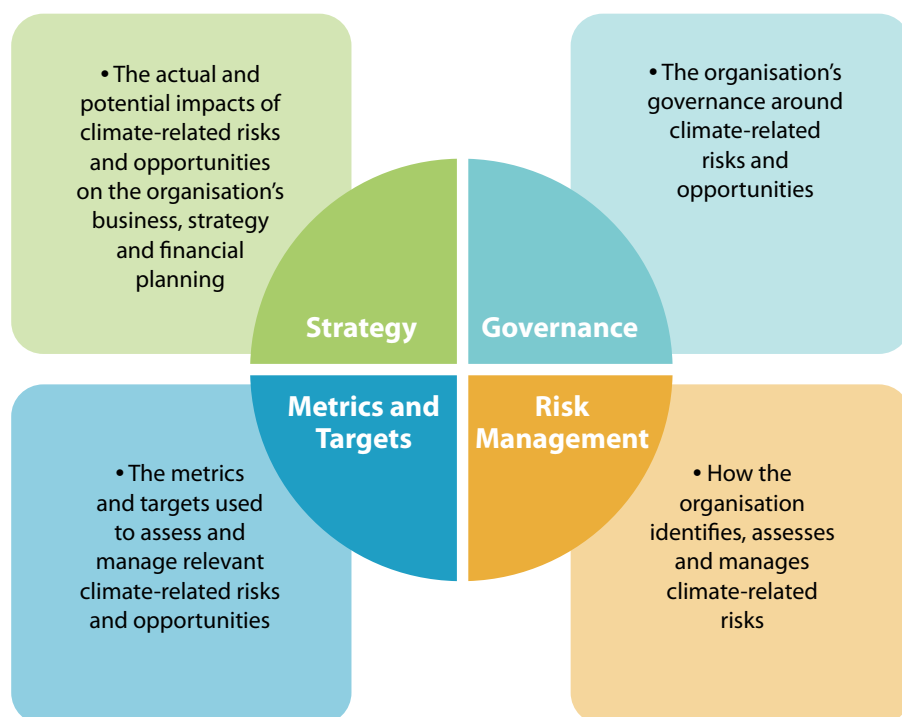 • The actual and
potential impacts of
climate-related risks
and opportunities
on the organisation’s
business, strategy
and financial
planning
• The organisation’s
governance around
climate-related
risks and
opportunities
Strategy
Governance
Metrics and
Targets
Risk
Management
• The metrics
and targets used
to assess and
manage relevant
climate-related risks
and opportunities
• How the
organisation
identifies, assesses
and manages
climate-related
risks